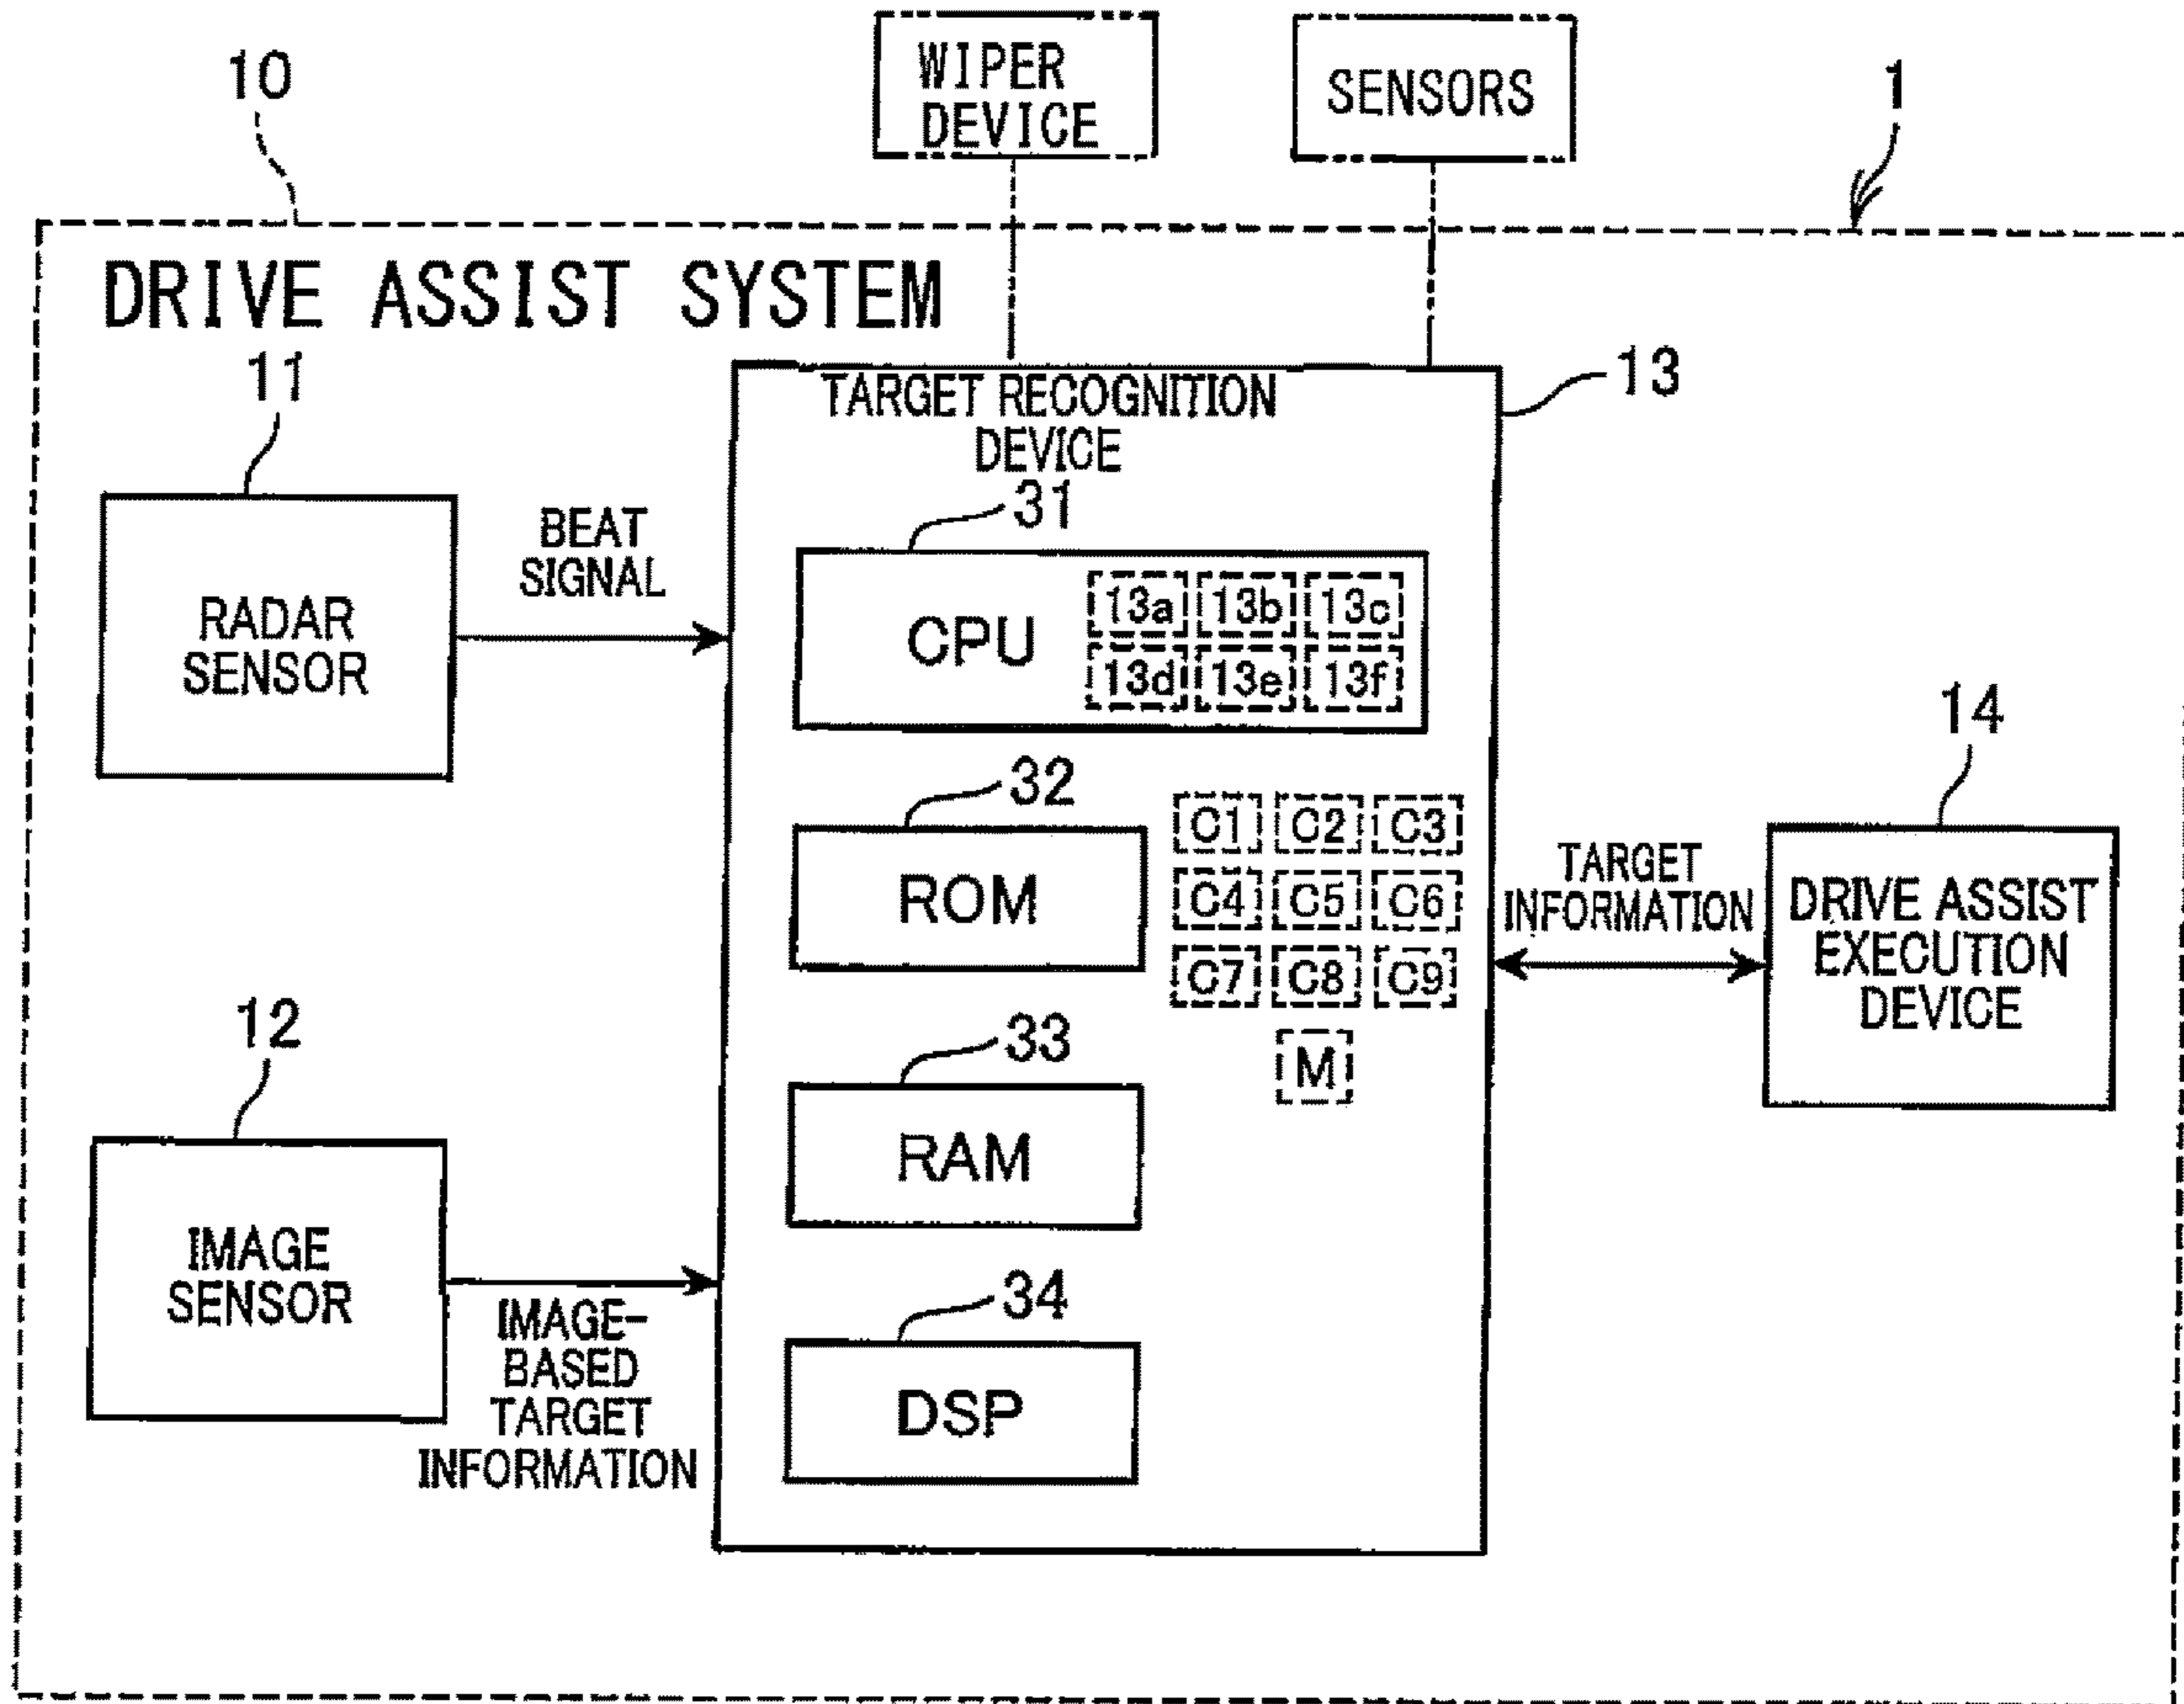 WIPER
DEVICE
SENSORS
10
1
DRIVE ASSIST SYSTEM
11
13
TARGET RECOGNITION
DEVICE
31
BEAT
SIGNAL
RADAR
SENSOR
CPU
13a 13b 13c
13d 13e 13f
14
32
C1 C2 C3
ROM
C4 C5 C6
C7 C8 C9
M
TARGET
INFORMATION
DRIVE ASSIST
EXECUTION
DEVICE
12
33
RAM
IMAGE
SENSOR
IMAGE-
BASED
TARGET
INFORMATION
34
DSP